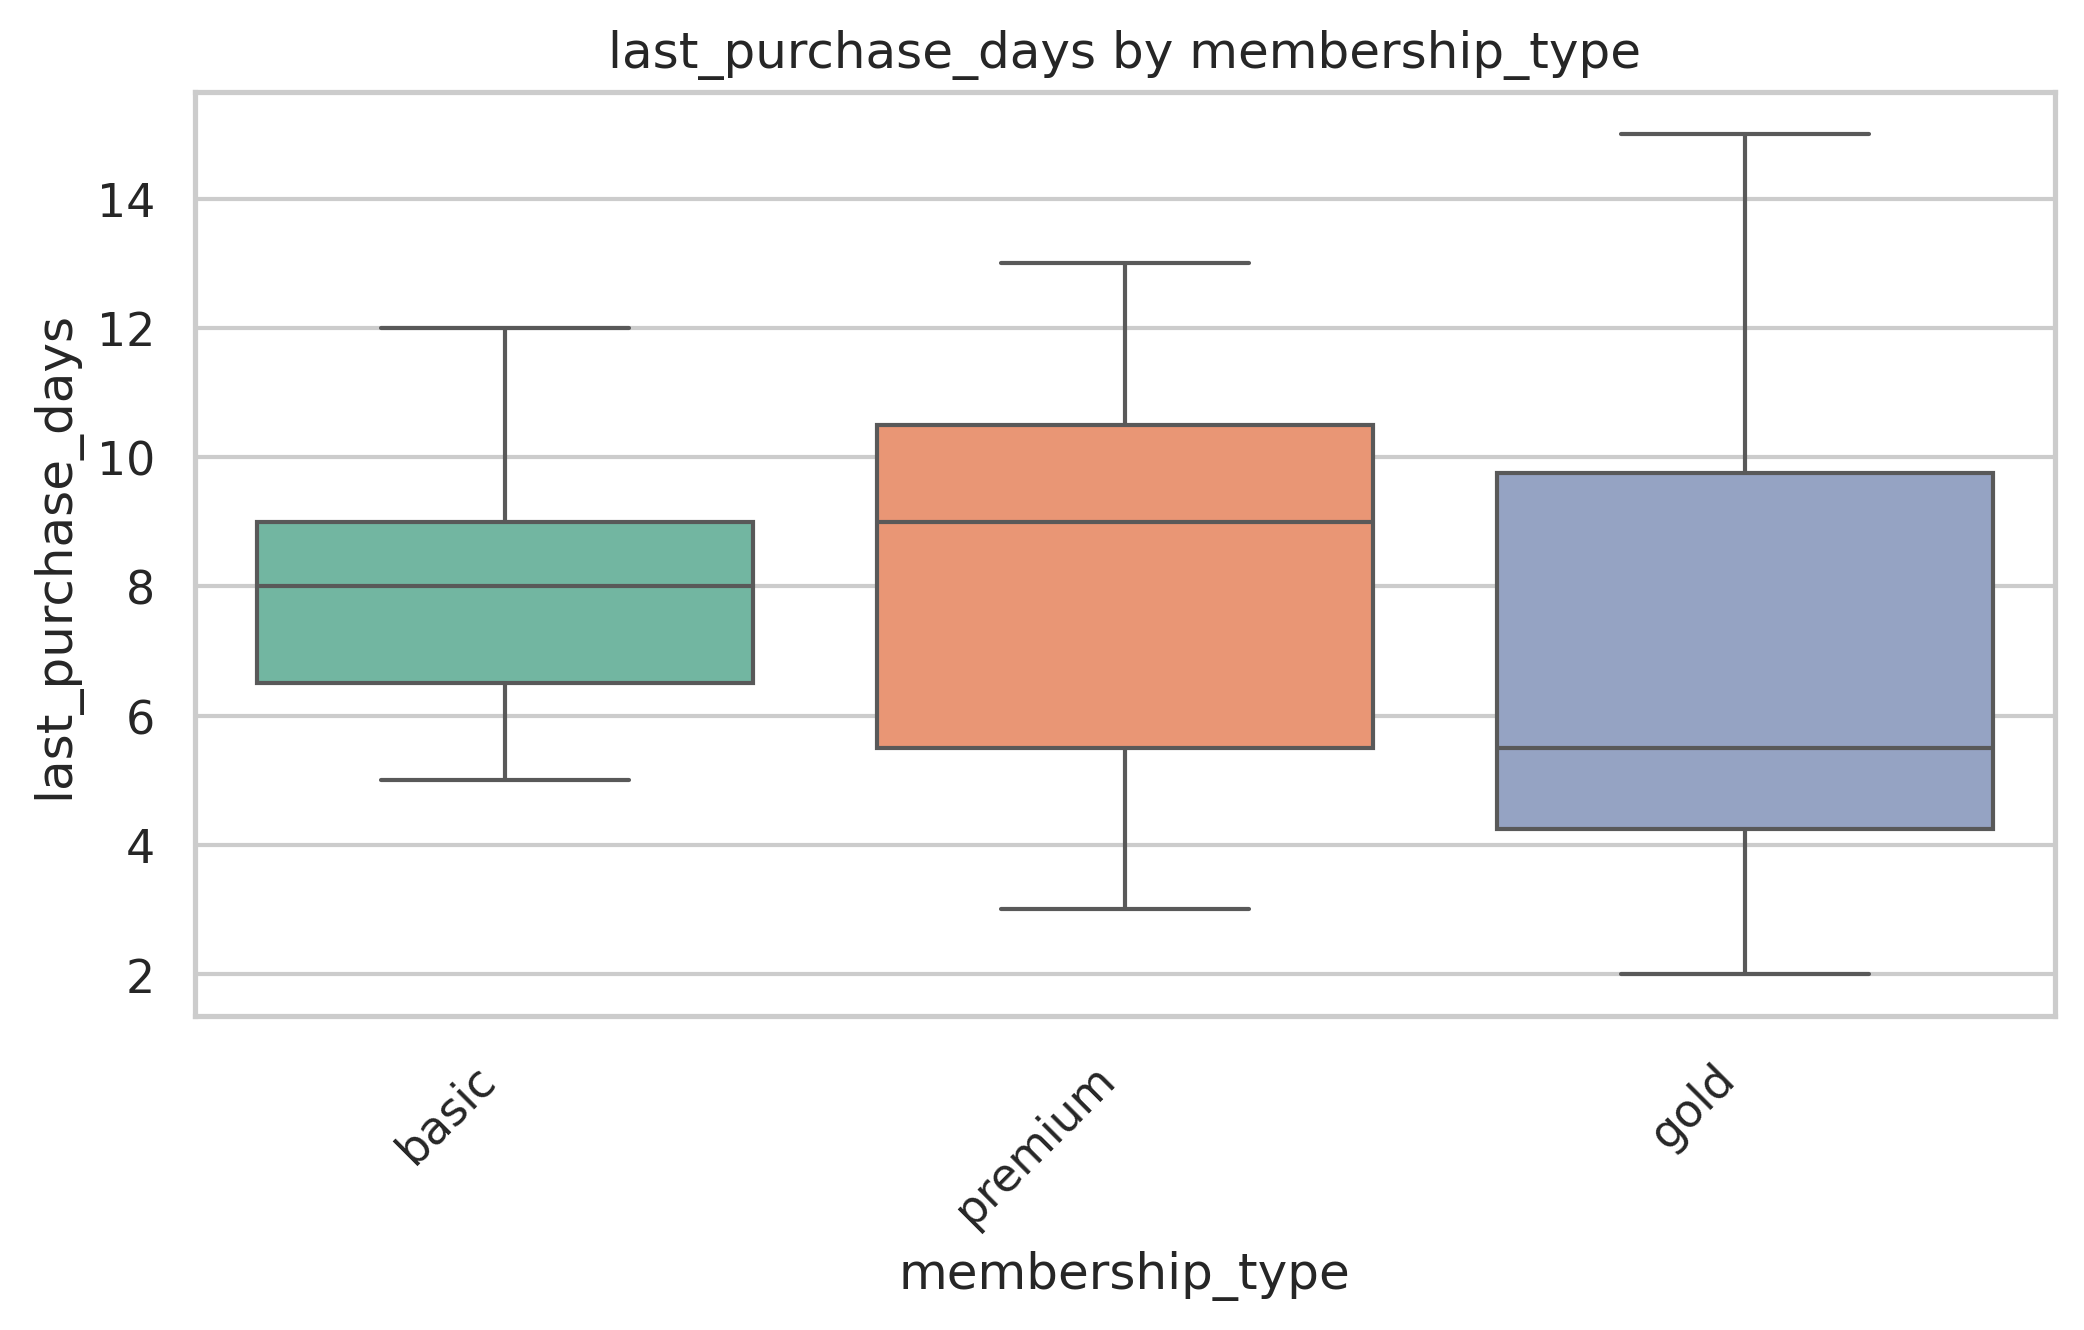 last_purchase_days by membership_type
last_purchase_days
14
12
10
8
6
4
2
basic
premium
gold
membership_type